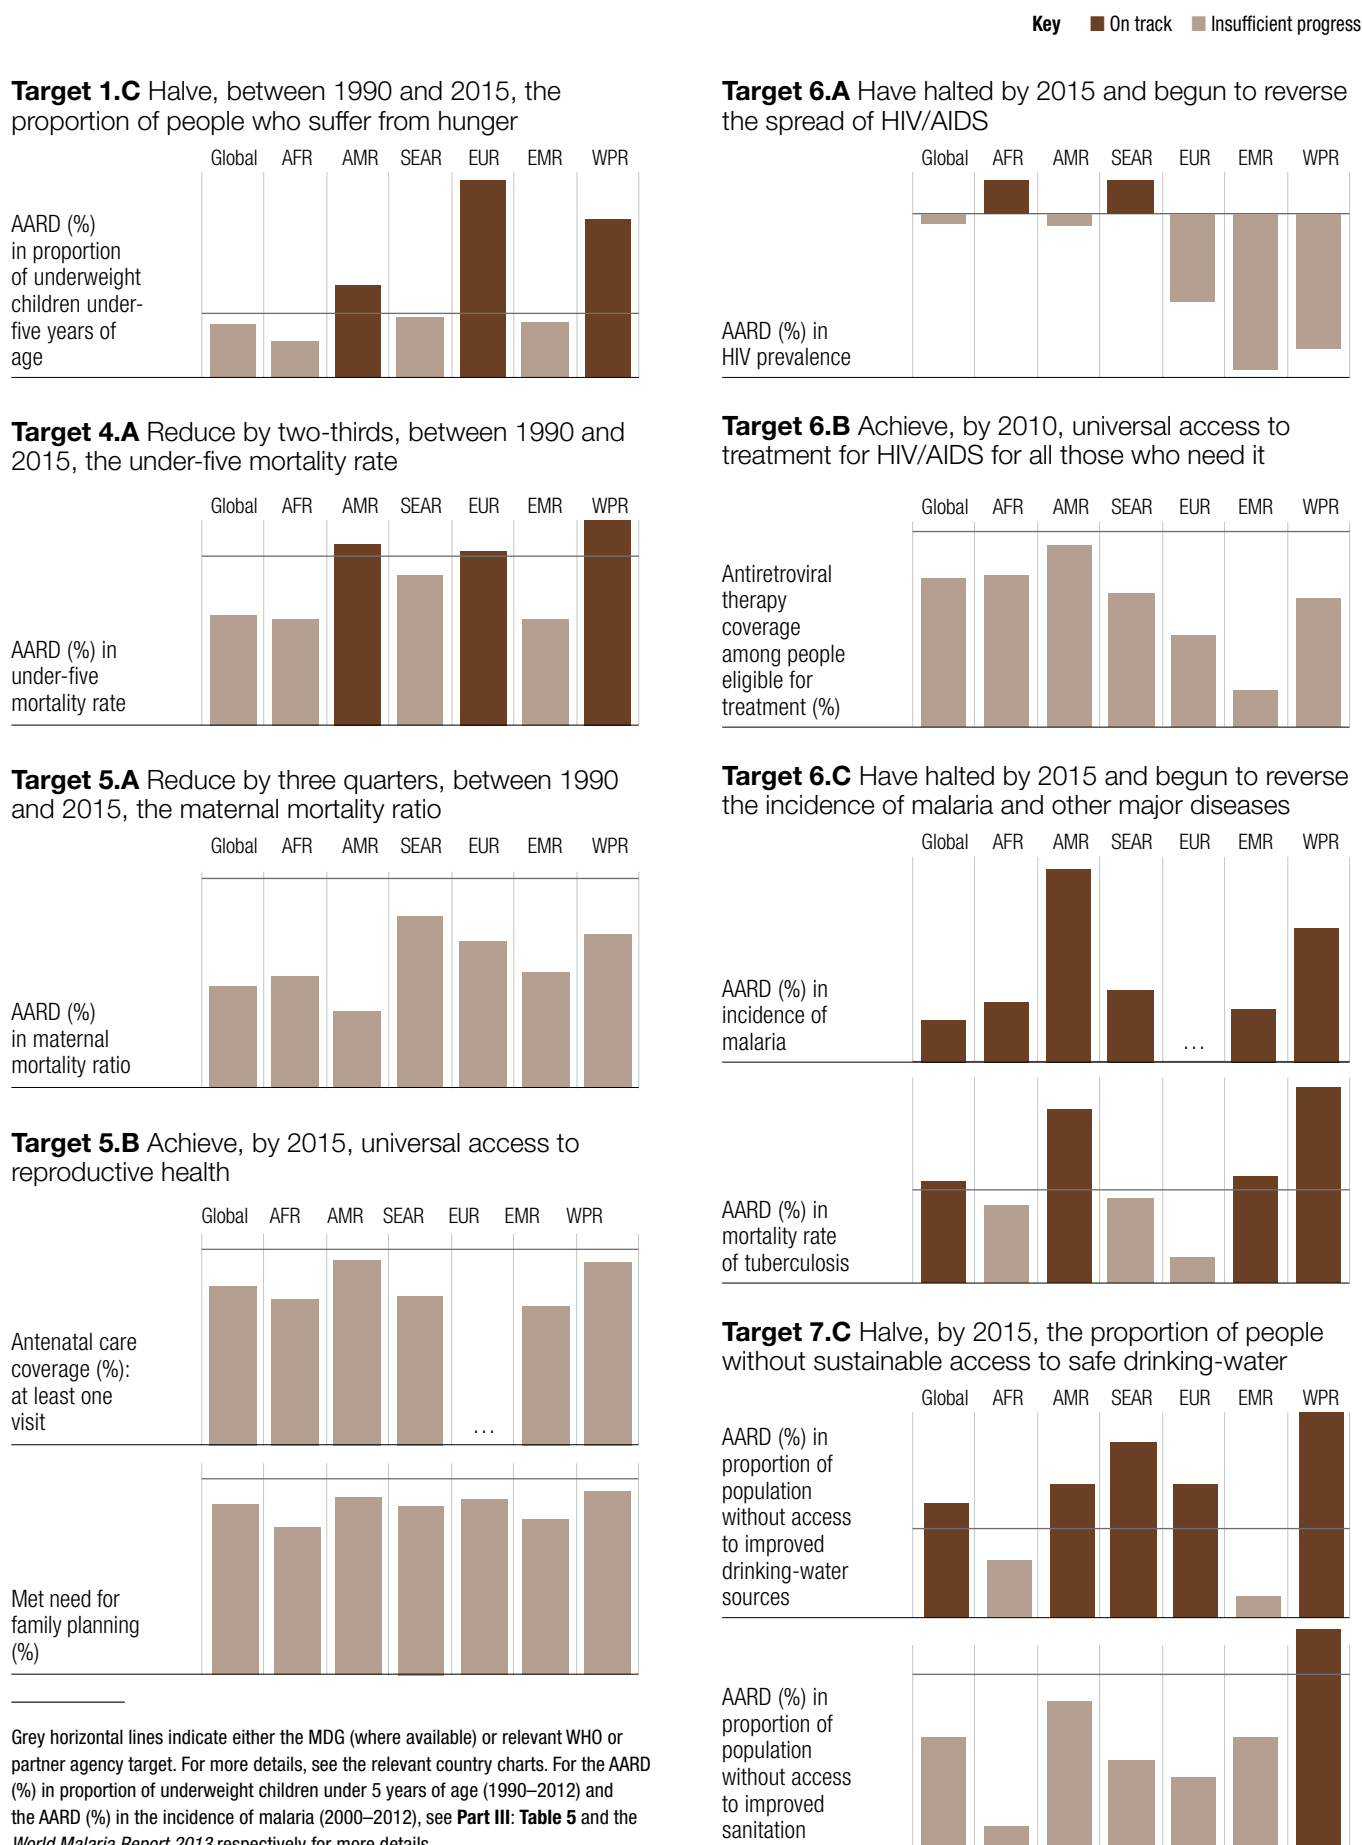 Key On track Insufficient progress
Target 1.C Halve, between 1990 and 2015, the
proportion of people who suffer from hunger
Global AFR AMR SEAR EUR EMR WPR
AARD (%)
in proportion
of underweight
children under-
five years of
age
Target 4.A Reduce by two-thirds, between 1990 and
2015, the under-five mortality rate
Global AFR AMR SEAR EUR EMR WPR
AARD (%) in
under-five
mortality rate
Target 5.A Reduce by three quarters, between 1990
and 2015, the maternal mortality ratio
Global AFR AMR SEAR EUR EMR WPR
AARD (%)
in maternal
mortality ratio
Target 5.B Achieve, by 2015, universal access to
reproductive health
Global AFR AMR SEAR EUR EMR WPR
Antenatal care
coverage (%):
at least one
visit
...
Met need for
family planning
(%)
Grey horizontal lines indicate either the MDG (where available) or relevant WHO or
partner agency target. For more details, see the relevant country charts. For the AARD
(%) in proportion of underweight children under 5 years of age (1990–2012) and
the AARD (%) in the incidence of malaria (2000–2012), see Part III: Table 5 and the
World Malaria Report 2013 respectively for more details.
Target 6.A Have halted by 2015 and begun to reverse
the spread of HIV/AIDS
Global AFR AMR SEAR EUR EMR WPR
AARD (%) in
HIV prevalence
Target 6.B Achieve, by 2010, universal access to
treatment for HIV/AIDS for all those who need it
Global AFR AMR SEAR EUR EMR WPR
Antiretroviral
therapy
coverage
among people
eligible for
treatment (%)
Target 6.C Have halted by 2015 and begun to reverse
the incidence of malaria and other major diseases
Global AFR AMR SEAR EUR EMR WPR
AARD (%) in
incidence of
malaria
...
AARD (%) in
mortality rate
of tuberculosis
Target 7.C Halve, by 2015, the proportion of people
without sustainable access to safe drinking-water
Global AFR AMR SEAR EUR EMR WPR
AARD (%) in
proportion of
population
without access
to improved
drinking-water
sources
AARD (%) in
proportion of
population
without access
to improved
sanitation